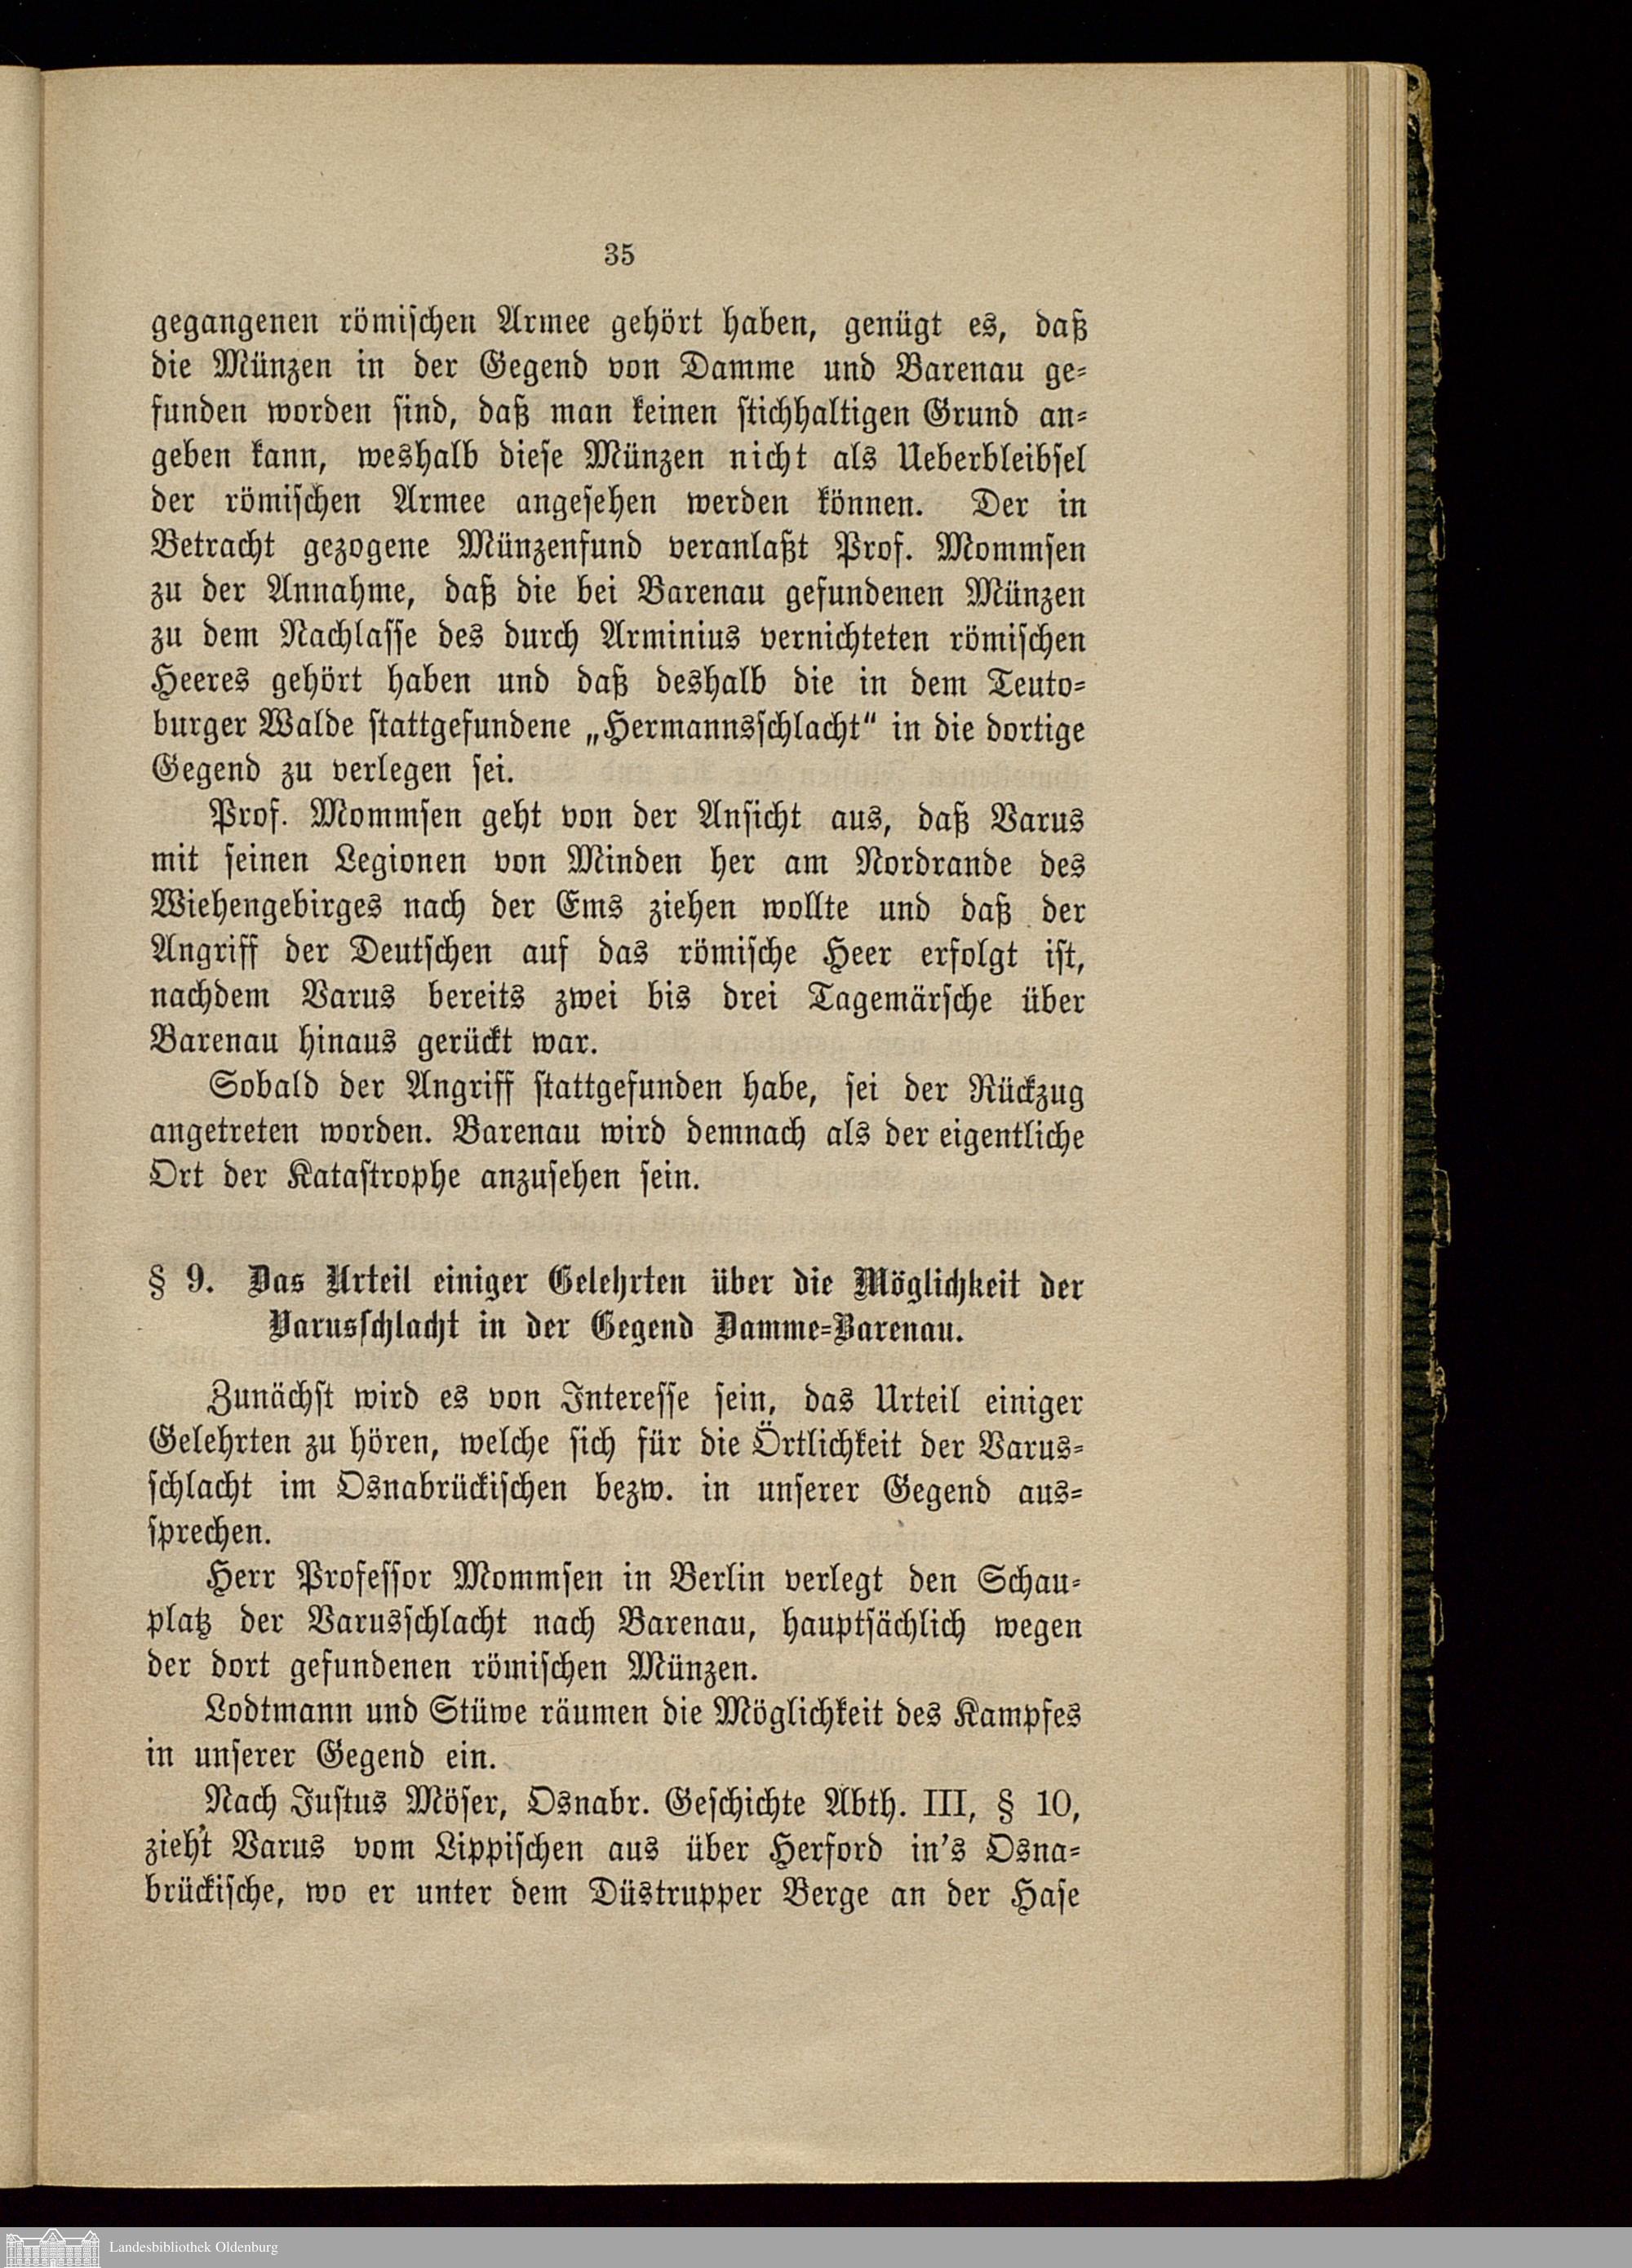 35
gegangenen römischen Armee gehört haben, genügt es, daß
die Münzen in der Gegend von Damme und Barenau ge-
funden worden sind, daß man keinen stichhaltigen Grund an-
geben kann, weshalb diese Münzen nicht als Ueberbleibsel
der römischen Armee angesehen werden können. Der in
Betracht gezogene Münzenfund veranlaßt Prof. Mommsen
zu der Annahme, daß die bei Barenau gefundenen Münzen
zu dem Nachlasse des durch Arminius vernichteten römischen
Heeres gehört haben und daß deshalb die in dem Teuto-
burger Walde stattgefundene „Hermannsschlacht“ in die dortige
Gegend zu verlegen sei.
Prof. Mommsen geht von der Ansicht aus, daß Varus
mit seinen Legionen von Minden her am Nordrande des
Wiehengebirges nach der Ems ziehen wollte und daß der
Angriff der Deutschen auf das römische Heer erfolgt ist,
nachdem Varus bereits zwei bis drei Tagemärsche über
Barenau hinaus gerückt war.
Sobald der Angriff stattgefunden habe, sei der Rückzug
angetreten worden. Barenau wird demnach als der eigentliche
Ort der Katastrophe anzusehen sein.
§ 9. Das Urteil einiger Gelehrten über die Möglichkeit der
Varusschlacht in der Gegend Damme-Barenau.
Zunächst wird es von Interesse sein, das Urteil einiger
Gelehrten zu hören, welche sich für die Örtlichkeit der Varus-
schlacht im Osnabrückischen bezw. in unserer Gegend aus-
sprechen.
Herr Professor Mommsen in Berlin verlegt den Schau-
platz der Varusschlacht nach Barenau, hauptsächlich wegen
der dort gefundenen römischen Münzen.
Lodtmann und Stüwe räumen die Möglichkeit des Kampfes
in unserer Gegend ein.
Nach Justus Möser, Osnabr. Geschichte Abth. III, § 10,
zieh't Varus vom Lippischen aus über Herford in's Osna-
brückische, wo er unter dem Düstrupper Berge an der Hase
Landesbibliothek Oldenburg